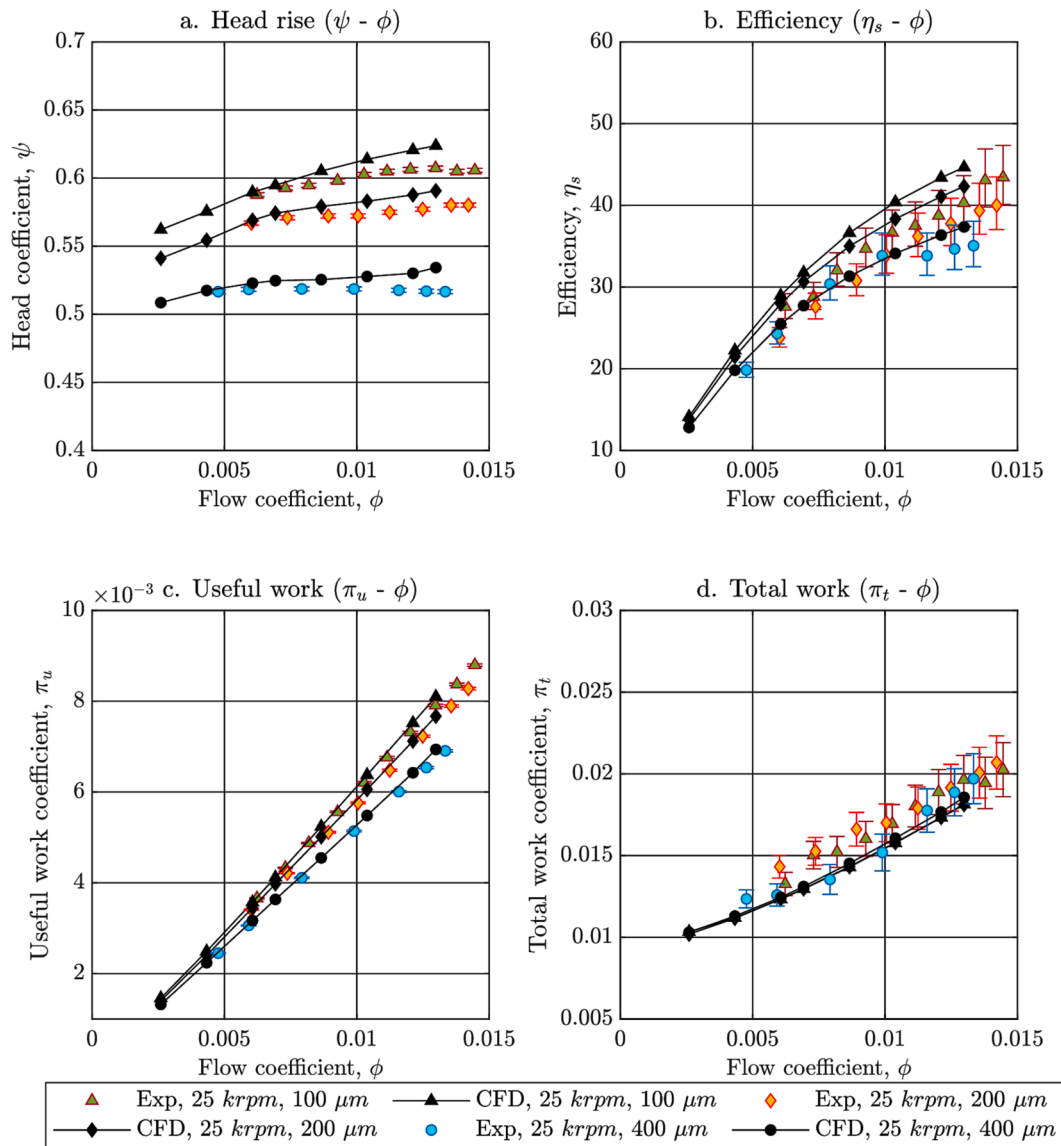 a. Head rise (ψ - ϕ)
0.7
0.65
0.6
0.55
0.5
0.45
0.4
Head coefficient, ψ
0
0.005
0.01
0.015
Flow coefficient, ϕ
b. Efficiency (ηs - ϕ)
60
50
40
30
20
10
Efficiency, ηs
0
0.005
0.01
0.015
Flow coefficient, ϕ
×10⁻³ c. Useful work (πu - ϕ)
10
8
6
4
2
Useful work coefficient, πu
0
0.005
0.01
0.015
Flow coefficient, ϕ
d. Total work (πt - ϕ)
0.03
0.025
0.02
0.015
0.01
0.005
Total work coefficient, πt
0
0.005
0.01
0.015
Flow coefficient, ϕ
Exp, 25 krpm, 100 μm CFD, 25 krpm, 100 μm Exp, 25 krpm, 200 μm
CFD, 25 krpm, 200 μm Exp, 25 krpm, 400 μm CFD, 25 krpm, 400 μm